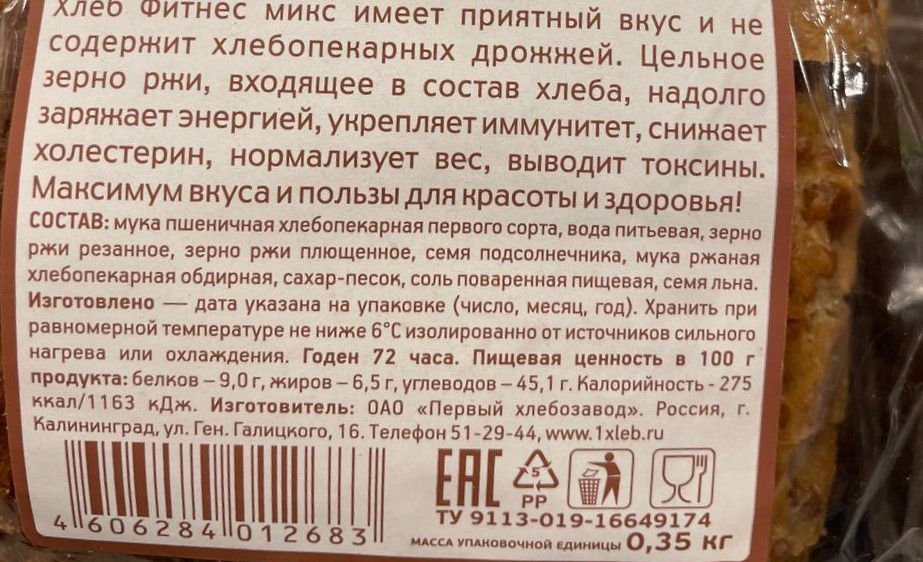 Хлеб Фитнес микс имеет приятный вкус и не
содержит хлебопекарных дрожжей. Цельное
зерно ржи, входящее в состав хлеба, надолго
заряжает энергией, укрепляет иммунитет, снижает
холестерин, нормализует вес, выводит токсины.
Максимум вкуса и пользы для красоты и здоровья!
СОСТАВ: мука пшеничная хлебопекарная первого сорта, вода питьевая, зерно
ржи резанное, зерно ржи плющенное, семя подсолнечника, мука ржаная
хлебопекарная обдирная, сахар-песок, соль поваренная пищевая, семя льна.
Изготовлено — дата указана на упаковке (число, месяц, год). Хранить при
равномерной температуре не ниже 6°С изолированно от источников сильного
нагрева или охлаждения. Годен 72 часа. Пищевая ценность в 100 г
продукта: белков – 9,0 г, жиров – 6,5 г, углеводов – 45,1 г. Калорийность - 275
ккал/1163 кДж. Изготовитель: ОАО «Первый хлебозавод». Россия, г.
Калининград, ул. Ген. Галицкого, 16. Телефон 51-29-44, www.1xleb.ru
EAC
5
PP
ТУ 9113-019-16649174
МАССА УПАКОВОЧНОЙ ЕДИНИЦЫ 0,35 кг
4 606284 012683